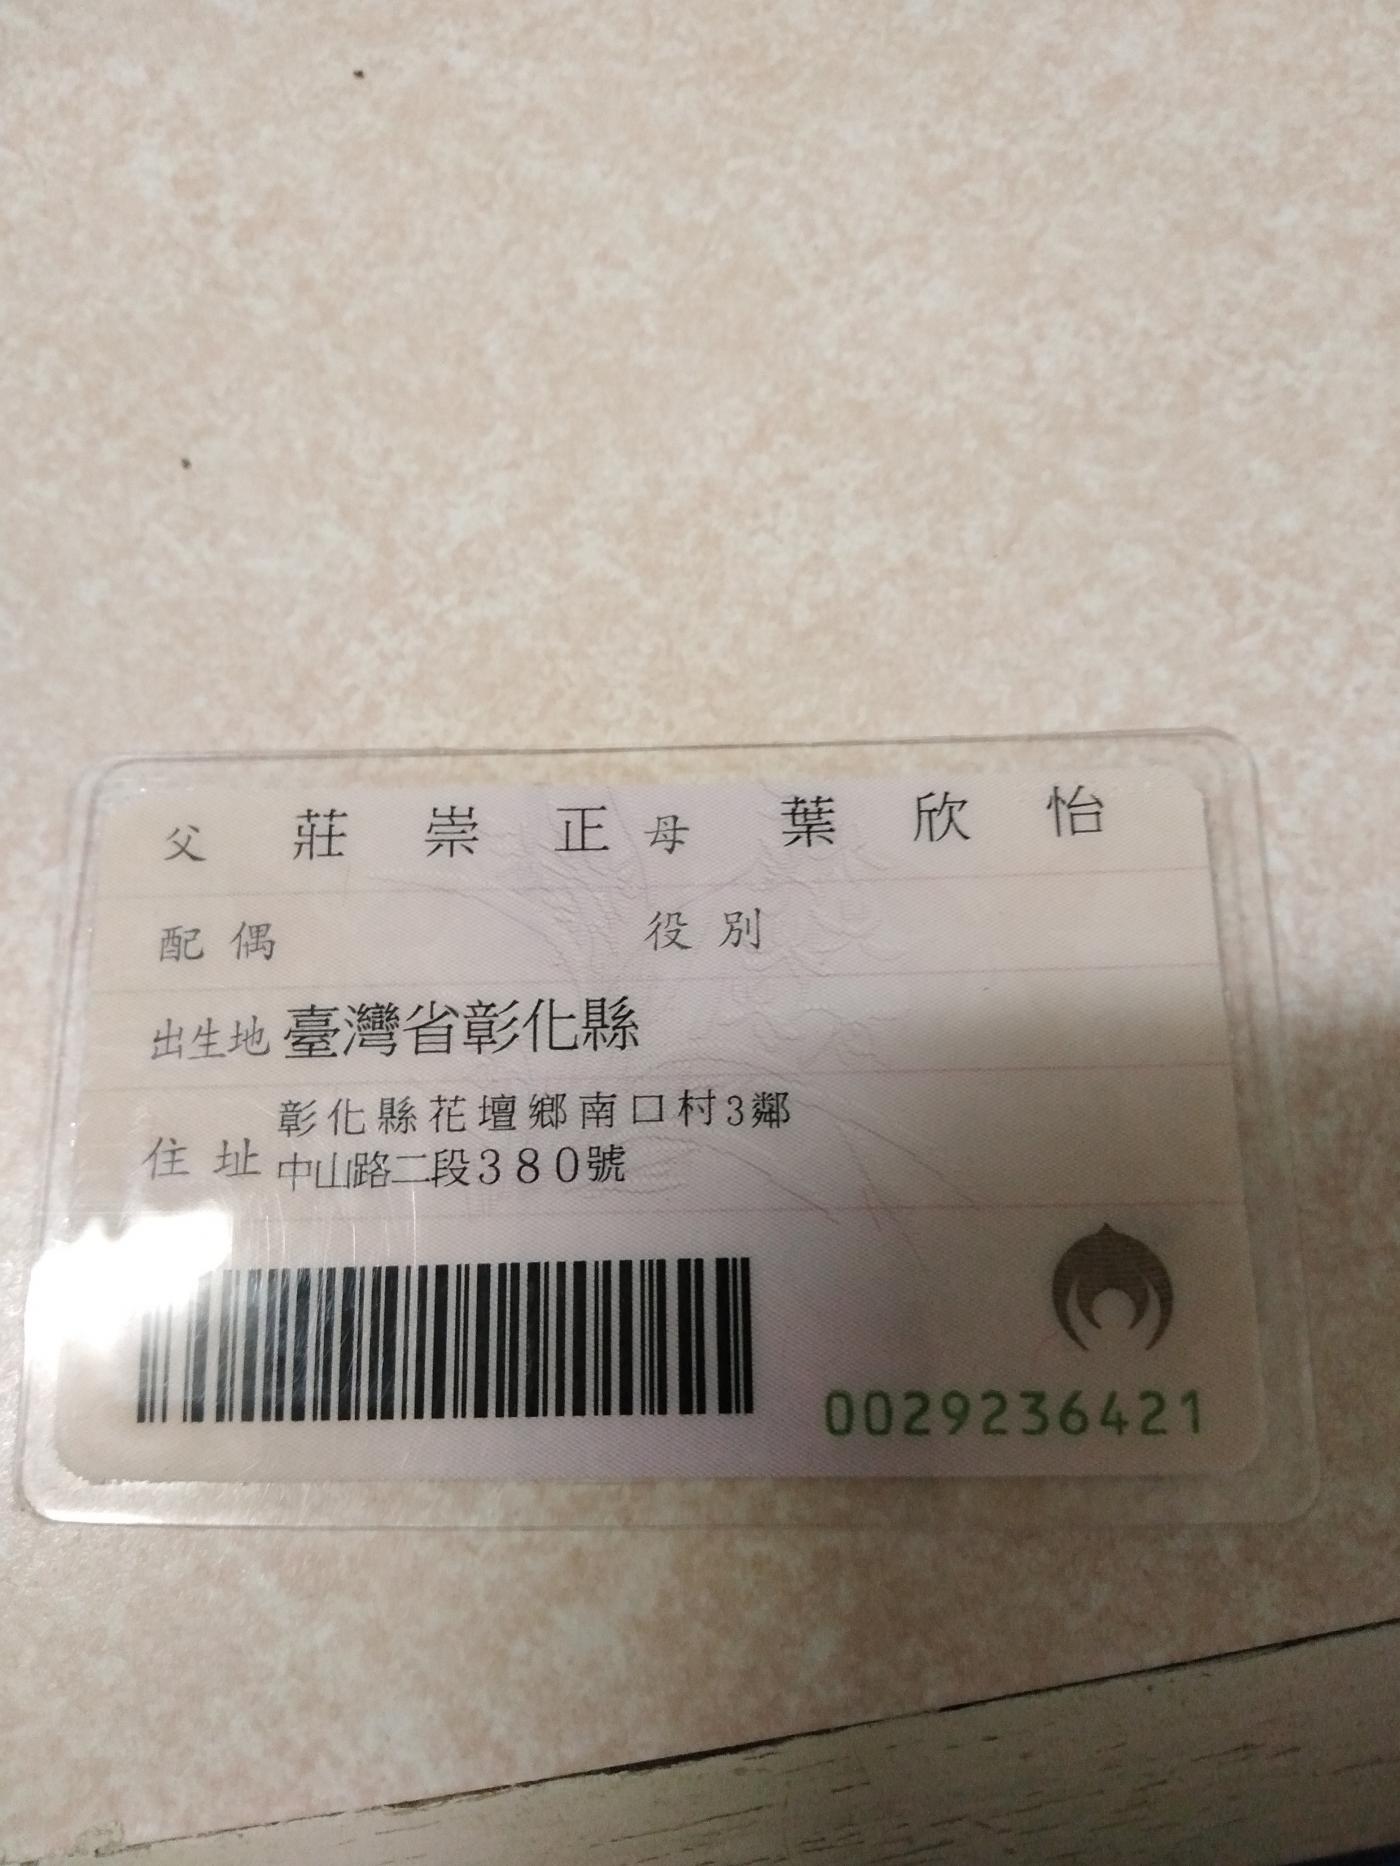 父 莊崇正 母 葉欣怡
配偶 役別
出生地 臺灣省彰化縣
住址 彰化縣花壇鄉南口村3鄰
中山路二段380號
0029236421